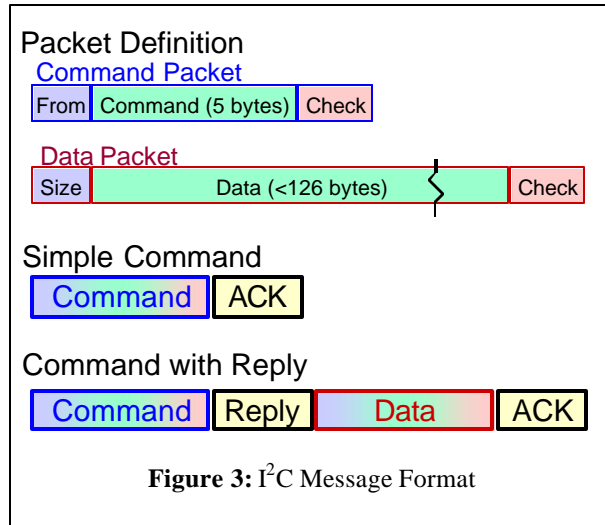 Packet Definition
Command Packet
From Command (5 bytes) Check
Data Packet
Size Data (<126 bytes) Check
Simple Command
Command ACK
Command with Reply
Command Reply Data ACK
Figure 3: I²C Message Format